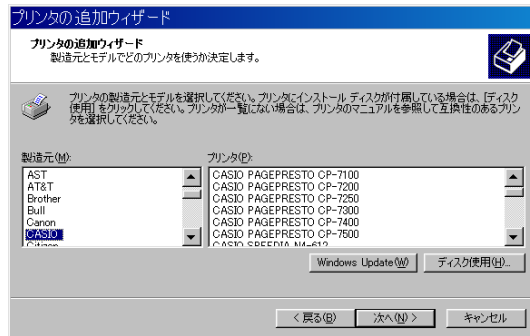 プリンタの追加ウィザード
プリンタの追加ウィザード
製造元とモデルでどのプリンタを使うか決定します。
プリンタの製造元とモデルを選択してください。プリンタにインストール ディスクが付属している場合は、[ディスク
使用] をクリックしてください。プリンタが一覧にない場合は、プリンタのマニュアルを参照して互換性のあるプリン
タを選択してください。
製造元(M):
プリンタ(P):
AST
AT&T
Brother
Bull
Canon
CASIO
Citizen
CASIO PAGEPRESTO CP-7100
CASIO PAGEPRESTO CP-7200
CASIO PAGEPRESTO CP-7250
CASIO PAGEPRESTO CP-7300
CASIO PAGEPRESTO CP-7400
CASIO PAGEPRESTO CP-7500
CASIO SPEEDIA N4-612
Windows Update(W)
ディスク使用(H)...
< 戻る(B)
次へ(N) >
キャンセル